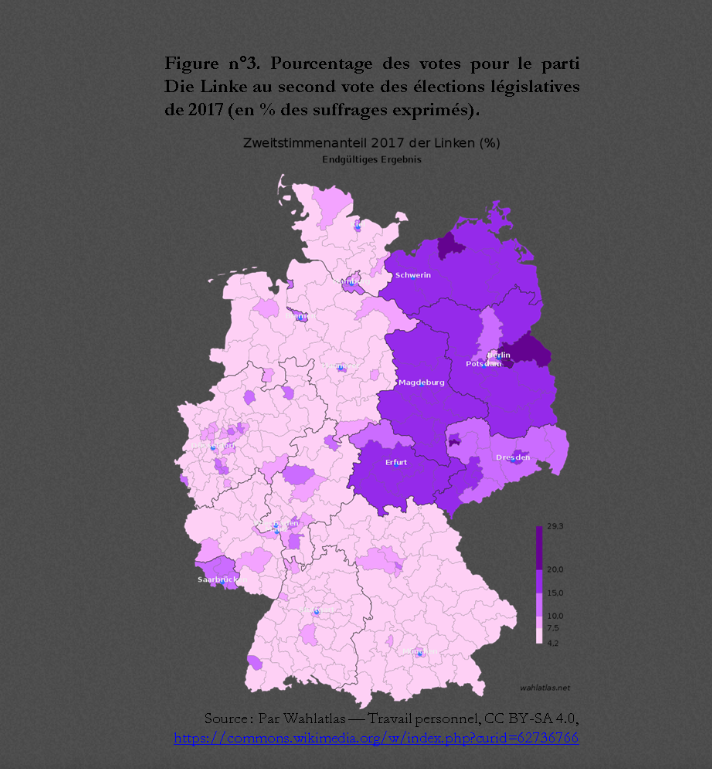 Figure n°3. Pourcentage des votes pour le parti
Die Linke au second vote des élections législatives
de 2017 (en % des suffrages exprimés).
Zweitstimmenanteil 2017 der Linken (%)
Endgültiges Ergebnis
Schwerin
Berlin
Potsdam
Magdeburg
Erfurt
Dresden
29,3
20,0
15,0
10,0
7,5
4,2
wahlatlas.net
Source : Par Wahlatlas — Travail personnel, CC BY-SA 4.0,
https://commons.wikimedia.org/w/index.php?curid=62736766